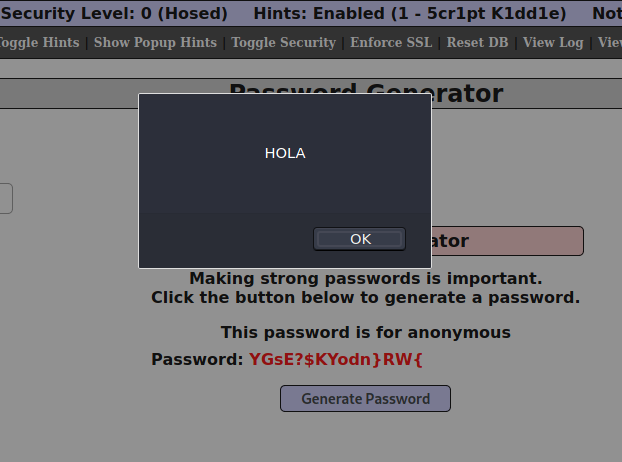 Security Level: 0 (Hosed) Hints: Enabled (1 - 5cr1pt K1dd1e) Not
Toggle Hints | Show Popup Hints | Toggle Security | Enforce SSL | Reset DB | View Log | View
Password Generator
HOLA
OK
ator
Making strong passwords is important.
Click the button below to generate a password.
This password is for anonymous
Password: YGsE?$KYodn}RW{
Generate Password